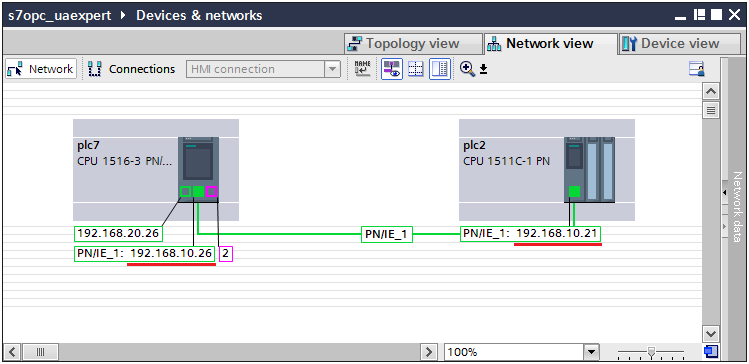 s7opc_uaexpert ▸ Devices & networks
Topology view
Network view
Device view
Network
Connections
HMI connection
NAME
plc7
CPU 1516-3 PN/...
plc2
CPU 1511C-1 PN
192.168.20.26
PN/IE_1
PN/IE_1: 192.168.10.21
PN/IE_1: 192.168.10.26
2
Network data
100%